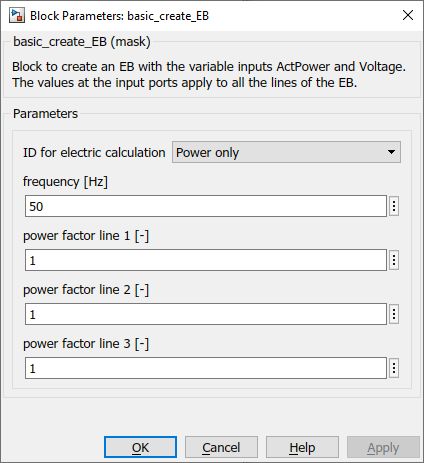 Block Parameters: basic_create_EB
basic_create_EB (mask)
Block to create an EB with the variable inputs ActPower and Voltage.
The values at the input ports apply to all the lines of the EB.
Parameters
ID for electric calculation Power only
frequency [Hz]
50
power factor line 1 [-]
1
power factor line 2 [-]
1
power factor line 3 [-]
1
OK Cancel Help Apply